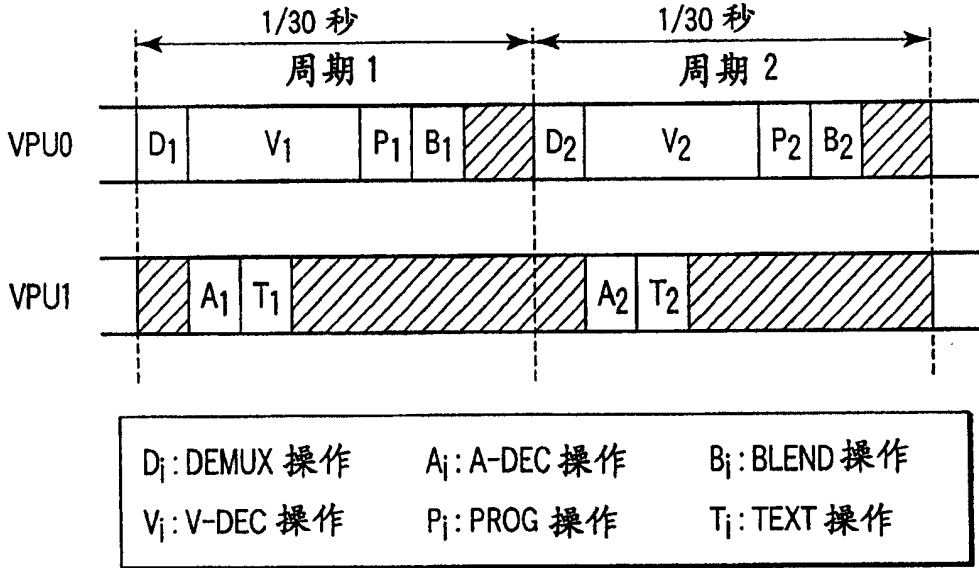 1/30 秒 1/30 秒
周期 1 周期 2
VPU0 D1 V1 P1 B1 D2 V2 P2 B2
VPU1 A1 T1 A2 T2
Di:DEMUX 操作 Ai:A-DEC 操作 Bi:BLEND 操作
Vi:V-DEC 操作 Pi:PROG 操作 Ti:TEXT 操作